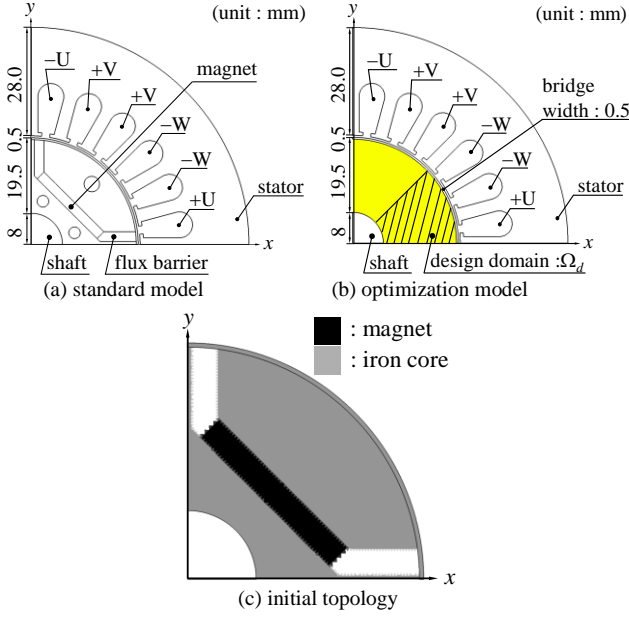 y
(unit : mm)
28.0
0.5
19.5
8
−U
+V
+V
−W
−W
+U
magnet
stator
shaft
flux barrier
x
(a) standard model
y
(unit : mm)
28.0
0.5
19.5
8
−U
+V
+V
−W
−W
+U
bridge
width : 0.5
stator
shaft
design domain :Ωd
x
(b) optimization model
y
: magnet
: iron core
x
(c) initial topology